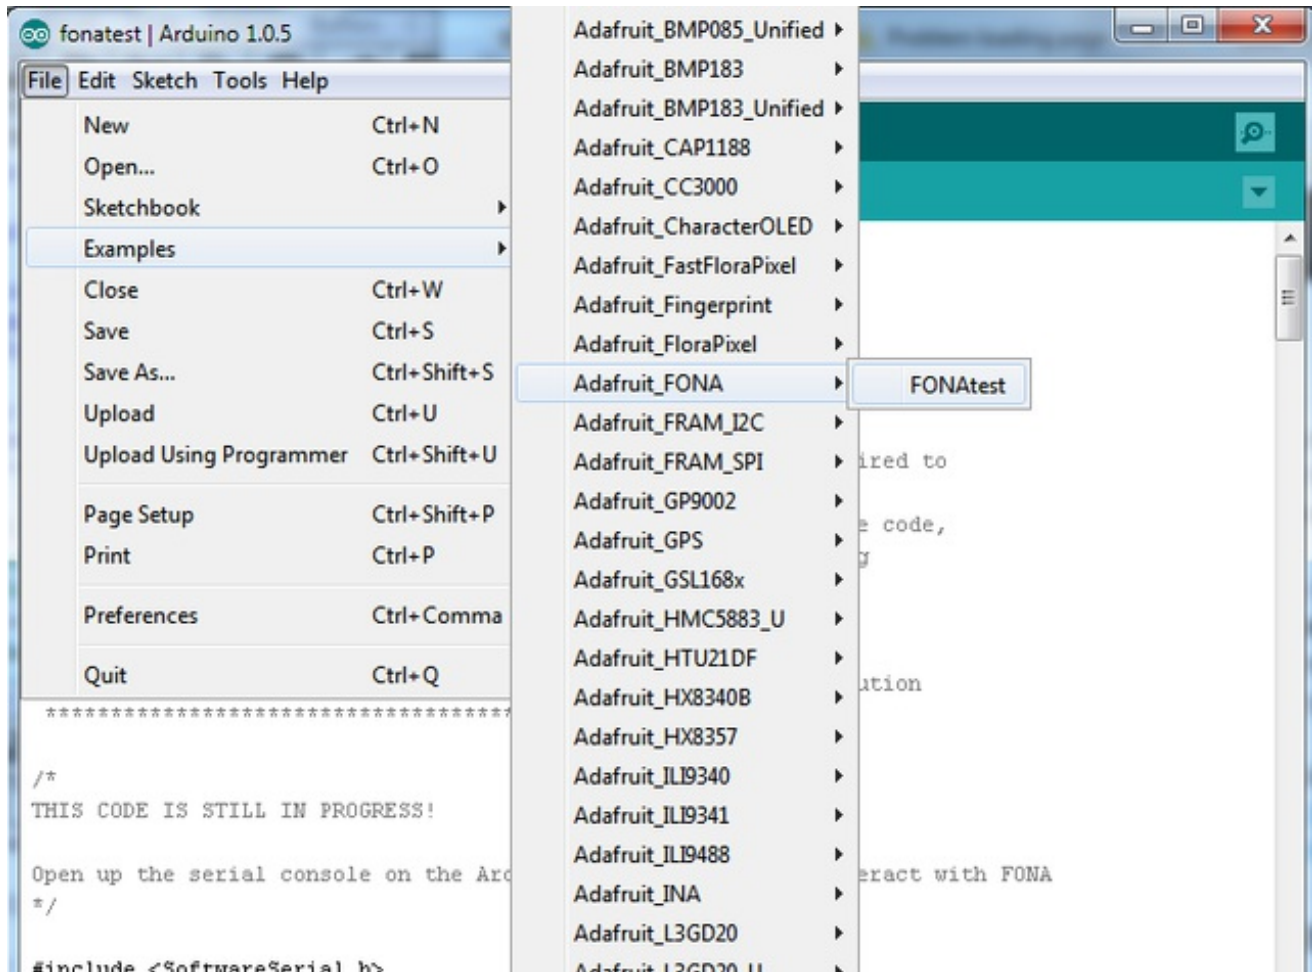 fonatest | Arduino 1.0.5
File Edit Sketch Tools Help
New Ctrl+N
Open... Ctrl+O
Sketchbook
Examples
Close Ctrl+W
Save Ctrl+S
Save As... Ctrl+Shift+S
Upload Ctrl+U
Upload Using Programmer Ctrl+Shift+U
Page Setup Ctrl+Shift+P
Print Ctrl+P
Preferences Ctrl+Comma
Quit Ctrl+Q
Adafruit_BMP085_Unified
Adafruit_BMP183
Adafruit_BMP183_Unified
Adafruit_CAP1188
Adafruit_CC3000
Adafruit_CharacterOLED
Adafruit_FastFloraPixel
Adafruit_Fingerprint
Adafruit_FloraPixel
Adafruit_FONA
Adafruit_FRAM_I2C
Adafruit_FRAM_SPI
Adafruit_GP9002
Adafruit_GPS
Adafruit_GSL168x
Adafruit_HMC5883_U
Adafruit_HTU21DF
Adafruit_HX8340B
Adafruit_HX8357
Adafruit_ILI9340
Adafruit_ILI9341
Adafruit_ILI9488
Adafruit_INA
Adafruit_L3GD20
Adafruit_L3GD20_U
FONAtest
ired to
e code,
g
ution
************************************
/*
THIS CODE IS STILL IN PROGRESS!
Open up the serial console on the Ard eract with FONA
*/
#include <SoftwareSerial.h>